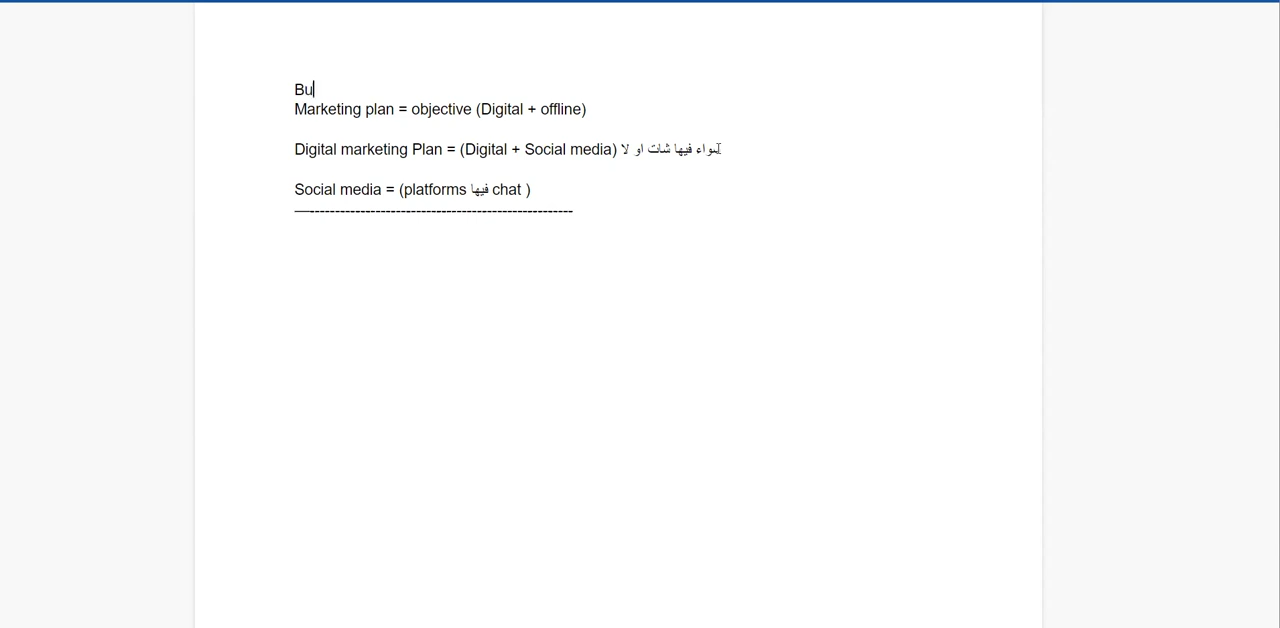 Bu
Marketing plan = objective (Digital + offline)
Digital marketing Plan = (Digital + Social media) سواء فيها شات او لا
Social media = (platforms فيها chat )
—----------------------------------------------------